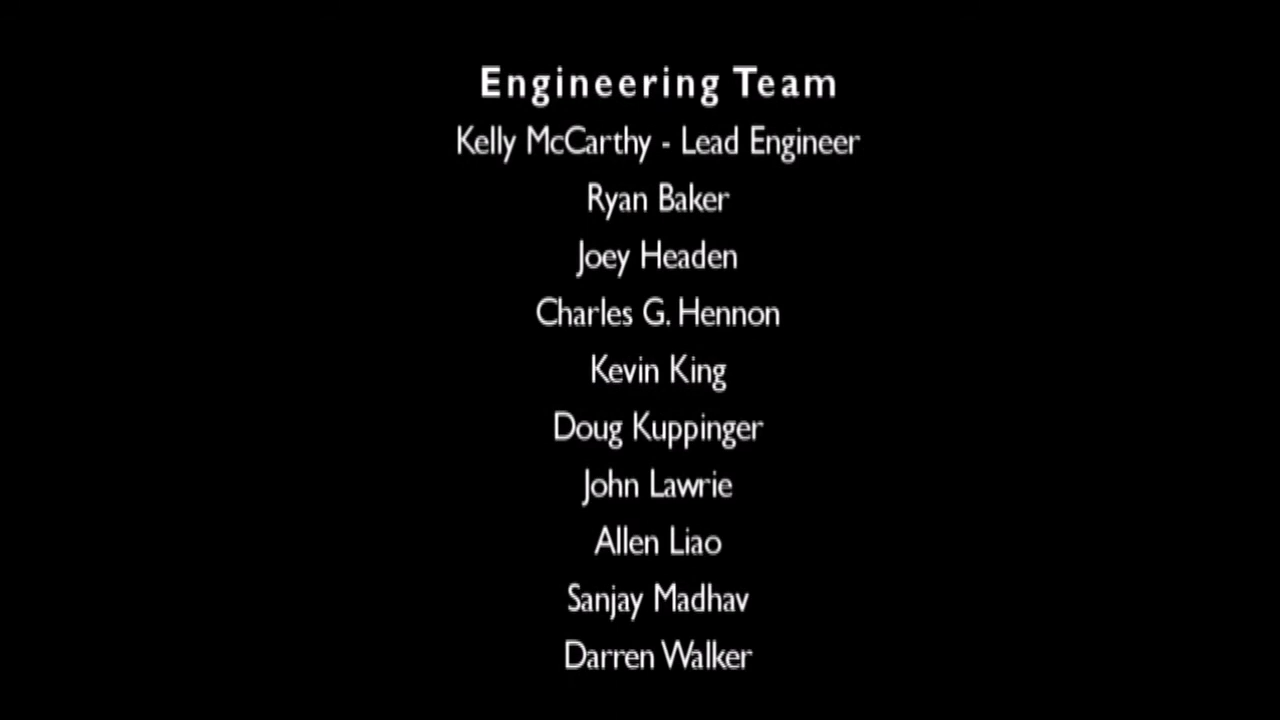 Engineering Team
Kelly McCarthy - Lead Engineer
Ryan Baker
Joey Headen
Charles G. Hennon
Kevin King
Doug Kuppinger
John Lawrie
Allen Liao
Sanjay Madhav
Darren Walker